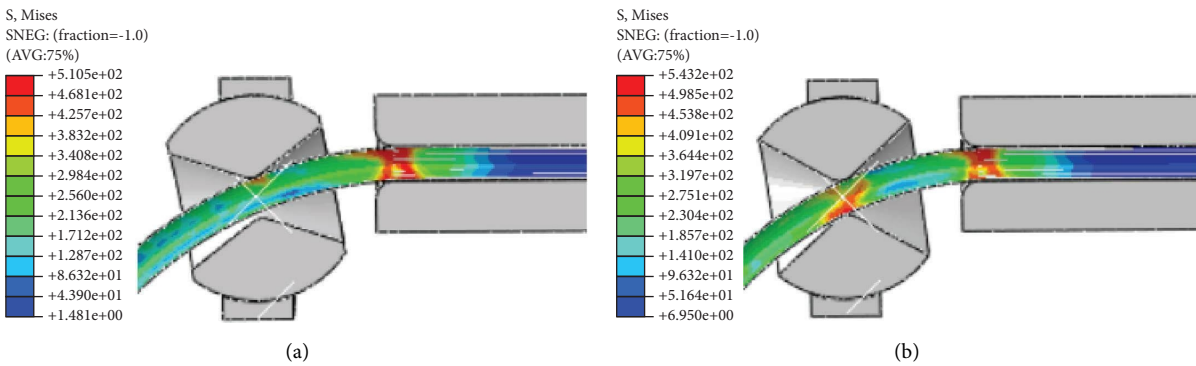 S, Mises
SNEG: (fraction=-1.0)
(AVG:75%)
+5.105e+02
+4.681e+02
+4.257e+02
+3.832e+02
+3.408e+02
+2.984e+02
+2.560e+02
+2.136e+02
+1.712e+02
+1.287e+02
+8.632e+01
+4.390e+01
+1.481e+00
(a)
S, Mises
SNEG: (fraction=-1.0)
(AVG:75%)
+5.432e+02
+4.985e+02
+4.538e+02
+4.091e+02
+3.644e+02
+3.197e+02
+2.751e+02
+2.304e+02
+1.857e+02
+1.410e+02
+9.632e+01
+5.164e+01
+6.950e+00
(b)